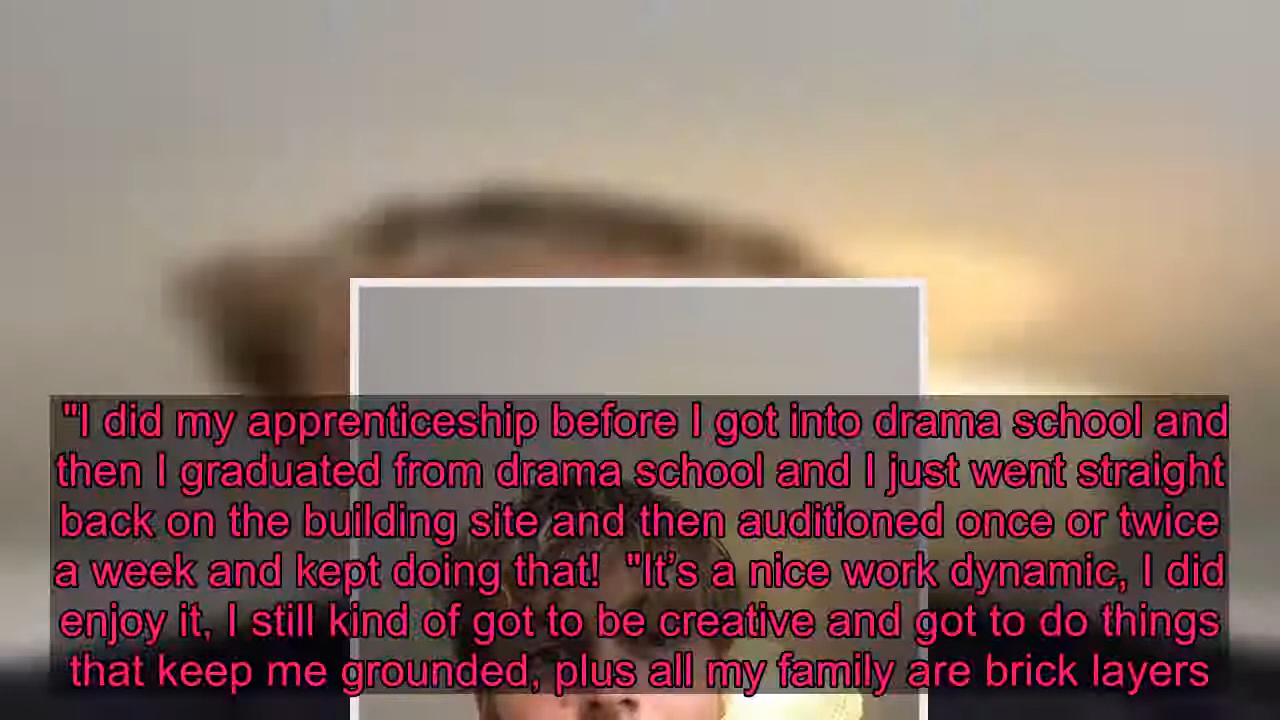 "I did my apprenticeship before I got into drama school and
then I graduated from drama school and I just went straight
back on the building site and then auditioned once or twice
a week and kept doing that!  "It’s a nice work dynamic, I did
enjoy it, I still kind of got to be creative and got to do things
that keep me grounded, plus all my family are brick layers